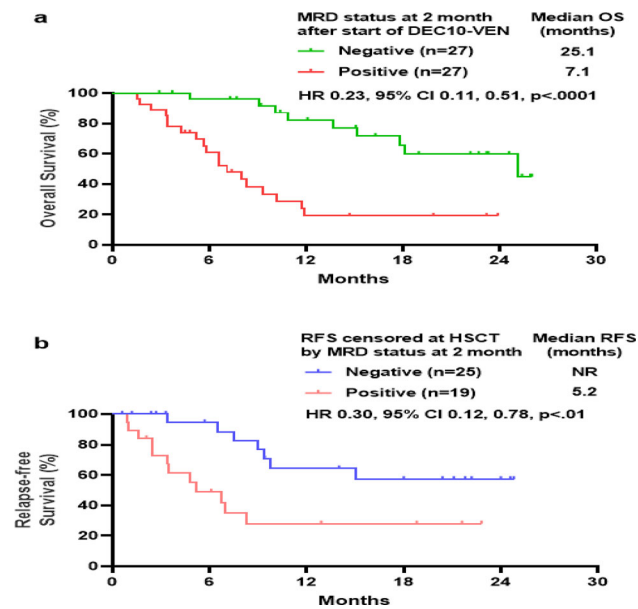 a
MRD status at 2 month Median OS
after start of DEC10-VEN (months)
Negative (n=27) 25.1
Positive (n=27) 7.1
HR 0.23, 95% CI 0.11, 0.51, p<.0001
Overall Survival (%)
100
80
60
40
20
0
0 6 12 18 24 30
Months
b
RFS censored at HSCT Median RFS
by MRD status at 2 month (months)
Negative (n=25) NR
Positive (n=19) 5.2
HR 0.30, 95% CI 0.12, 0.78, p<.01
Relapse-free
Survival (%)
100
80
60
40
20
0
0 6 12 18 24 30
Months